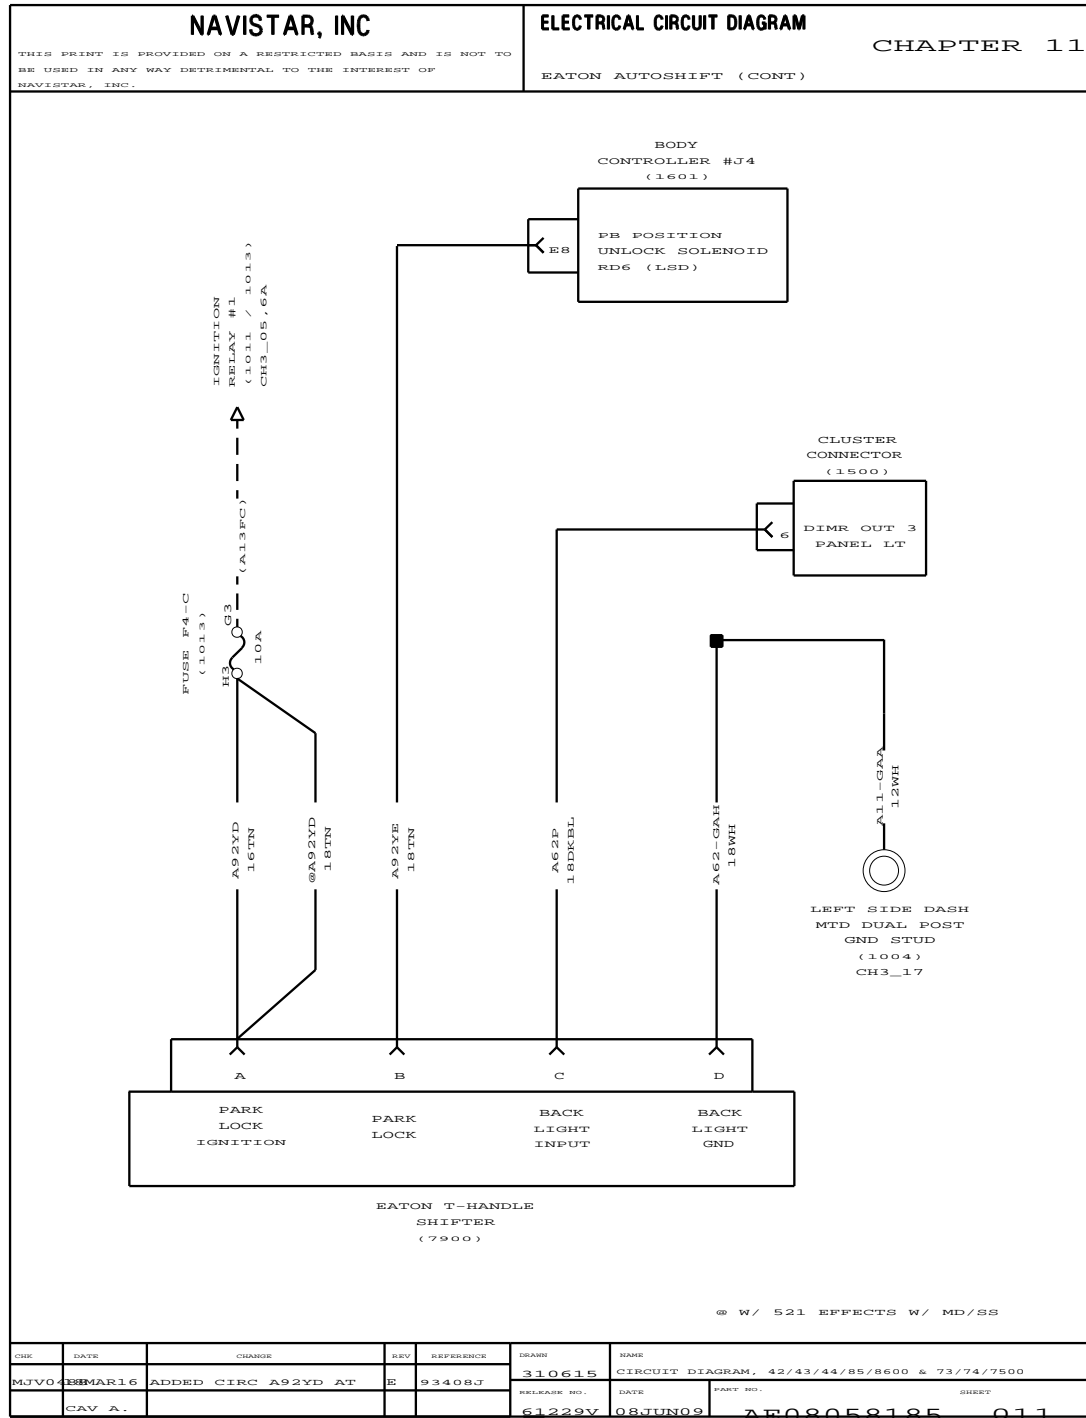 NAVISTAR, INC
THIS PRINT IS PROVIDED ON A RESTRICTED BASIS AND IS NOT TO
BE USED IN ANY WAY DETRIMENTAL TO THE INTEREST OF
NAVISTAR, INC.
ELECTRICAL CIRCUIT DIAGRAM
CHAPTER 11
EATON AUTOSHIFT (CONT)
BODY
CONTROLLER #J4
(1601)
E8
PB POSITION
UNLOCK SOLENOID
RD6 (LSD)
IGNITION
RELAY #1
(1011 / 1013)
CH3_05,6A
CLUSTER
CONNECTOR
(1500)
6
DIMR OUT 3
PANEL LT
(A13FC)
FUSE F4-C
(1013)
G3
H3
10A
A92YD
16TN
@A92YD
18TN
A92YE
18TN
A62P
18DKBL
A62-GAH
18WH
A11-GAA
12WH
LEFT SIDE DASH
MTD DUAL POST
GND STUD
(1004)
CH3_17
A
B
C
D
PARK
LOCK
IGNITION
PARK
LOCK
BACK
LIGHT
INPUT
BACK
LIGHT
GND
EATON T-HANDLE
SHIFTER
(7900)
@ W/ 521 EFFECTS W/ MD/SS
CHK
DATE
CHANGE
REV
REFERENCE
DRAWN
NAME
ADDED CIRC A92YD AT
E
93408J
310615
CIRCUIT DIAGRAM, 42/43/44/85/8600 & 73/74/7500
CAV A.
RELEASE NO.
DATE
PART NO.
SHEET
61229V
08JUN09
AE08058185
011